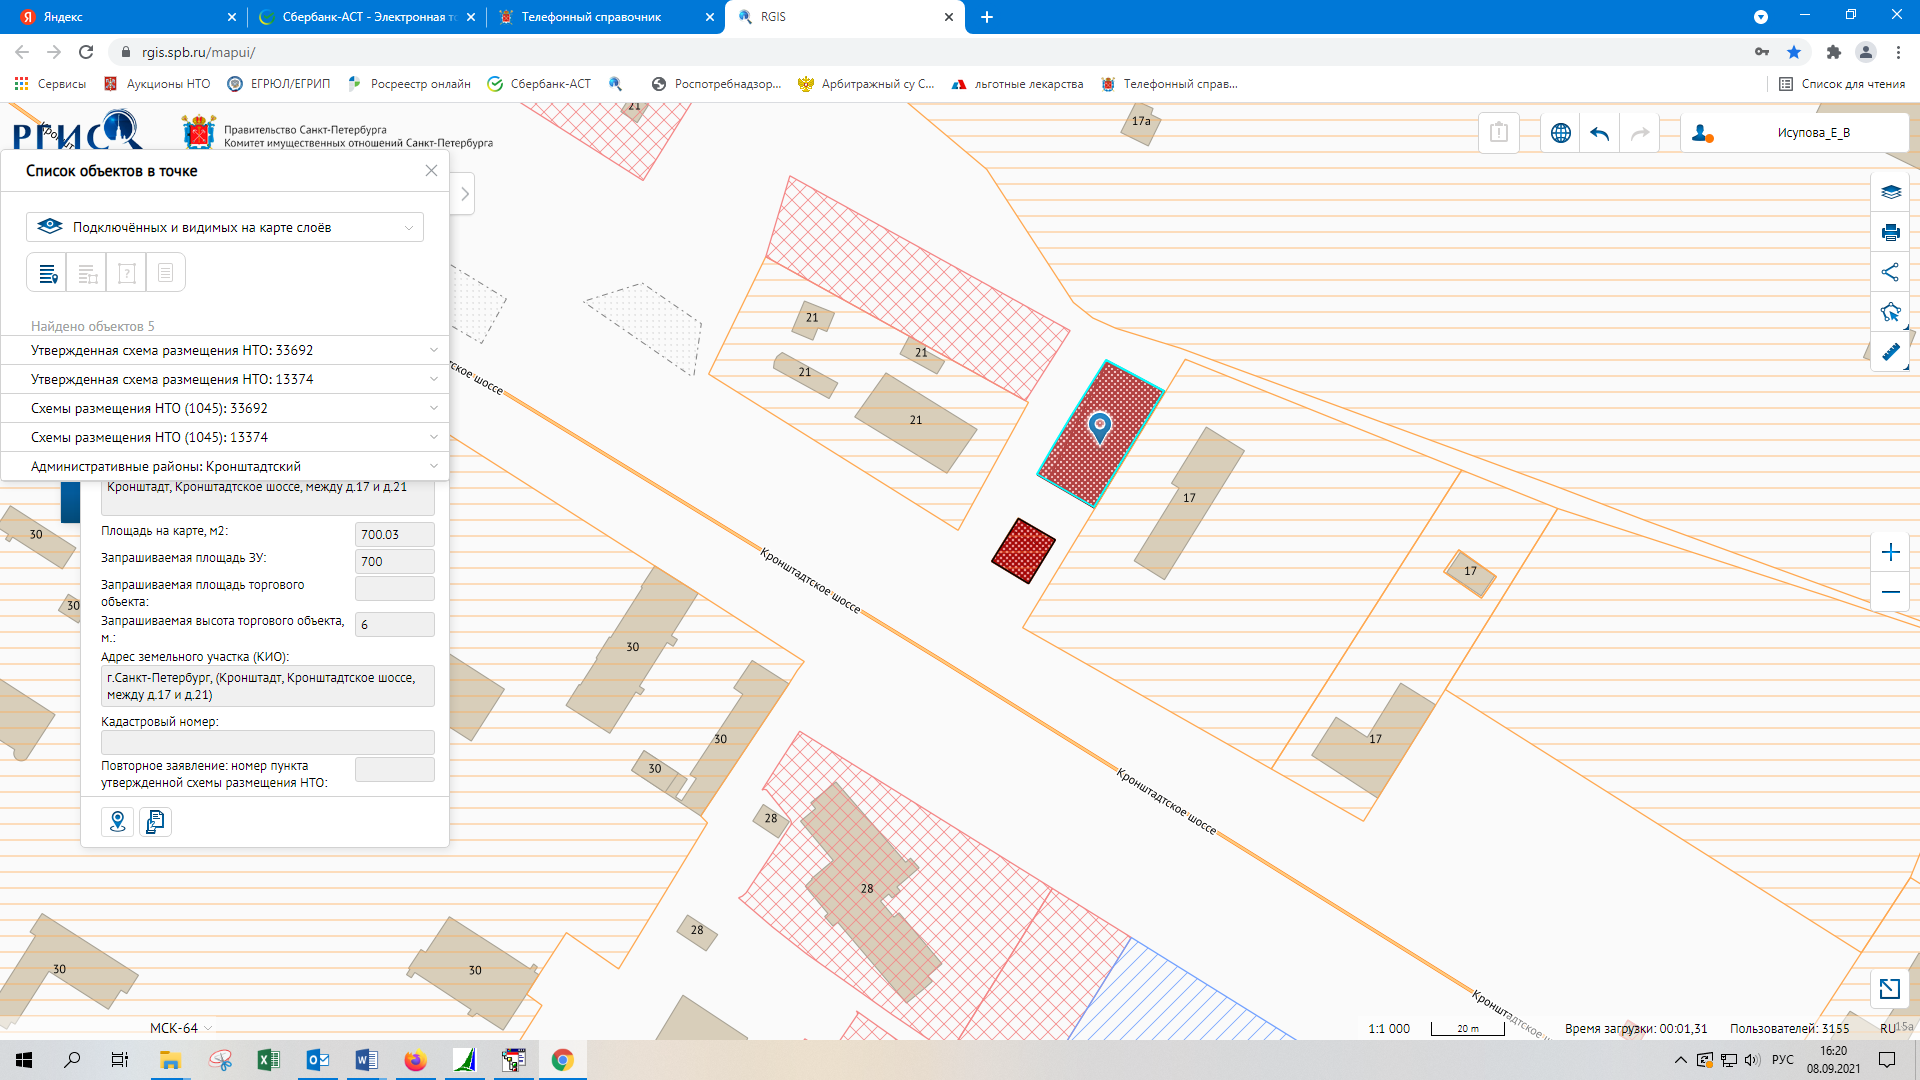 Яндекс
Сбербанк-АСТ - Электронная т
Телефонный справочник
RGIS
rgis.spb.ru/mapui/
Сервисы
Аукционы НТО
ЕГРЮЛ/ЕГРИП
Росреестр онлайн
Сбербанк-АСТ
Роспотребнадзор...
Арбитражный су С...
льготные лекарства
Телефонный справ...
Список для чтения
РГИС
Правительство Санкт-Петербурга
Комитет имущественных отношений Санкт-Петербурга
Исупова_Е_В
Список объектов в точке
Подключённых и видимых на карте слоёв
Найдено объектов 5
Утвержденная схема размещения НТО: 33692
Утвержденная схема размещения НТО: 13374
Схемы размещения НТО (1045): 33692
Схемы размещения НТО (1045): 13374
Административные районы: Кронштадтский
Кронштадт, Кронштадтское шоссе, между д.17 и д.21
Площадь на карте, м2:
700.03
Запрашиваемая площадь ЗУ:
700
Запрашиваемая площадь торгового
объекта:
Запрашиваемая высота торгового объекта,
м.:
6
Адрес земельного участка (КИО):
г.Санкт-Петербург, (Кронштадт, Кронштадтское шоссе,
между д.17 и д.21)
Кадастровый номер:
Повторное заявление: номер пункта
утвержденной схемы размещения НТО:
21
17а
21
21
21
21
тское шоссе
17
17
17
Кронштадтское шоссе
Кронштадтское шоссе
Кронштадтское шоссе
30
30
30
30
30
30
30
28
28
28
15а
МСК-64
1:1 000
20 m
Время загрузки: 00:01,31
Пользователей: 3155
RU
РУС
16:20
08.09.2021